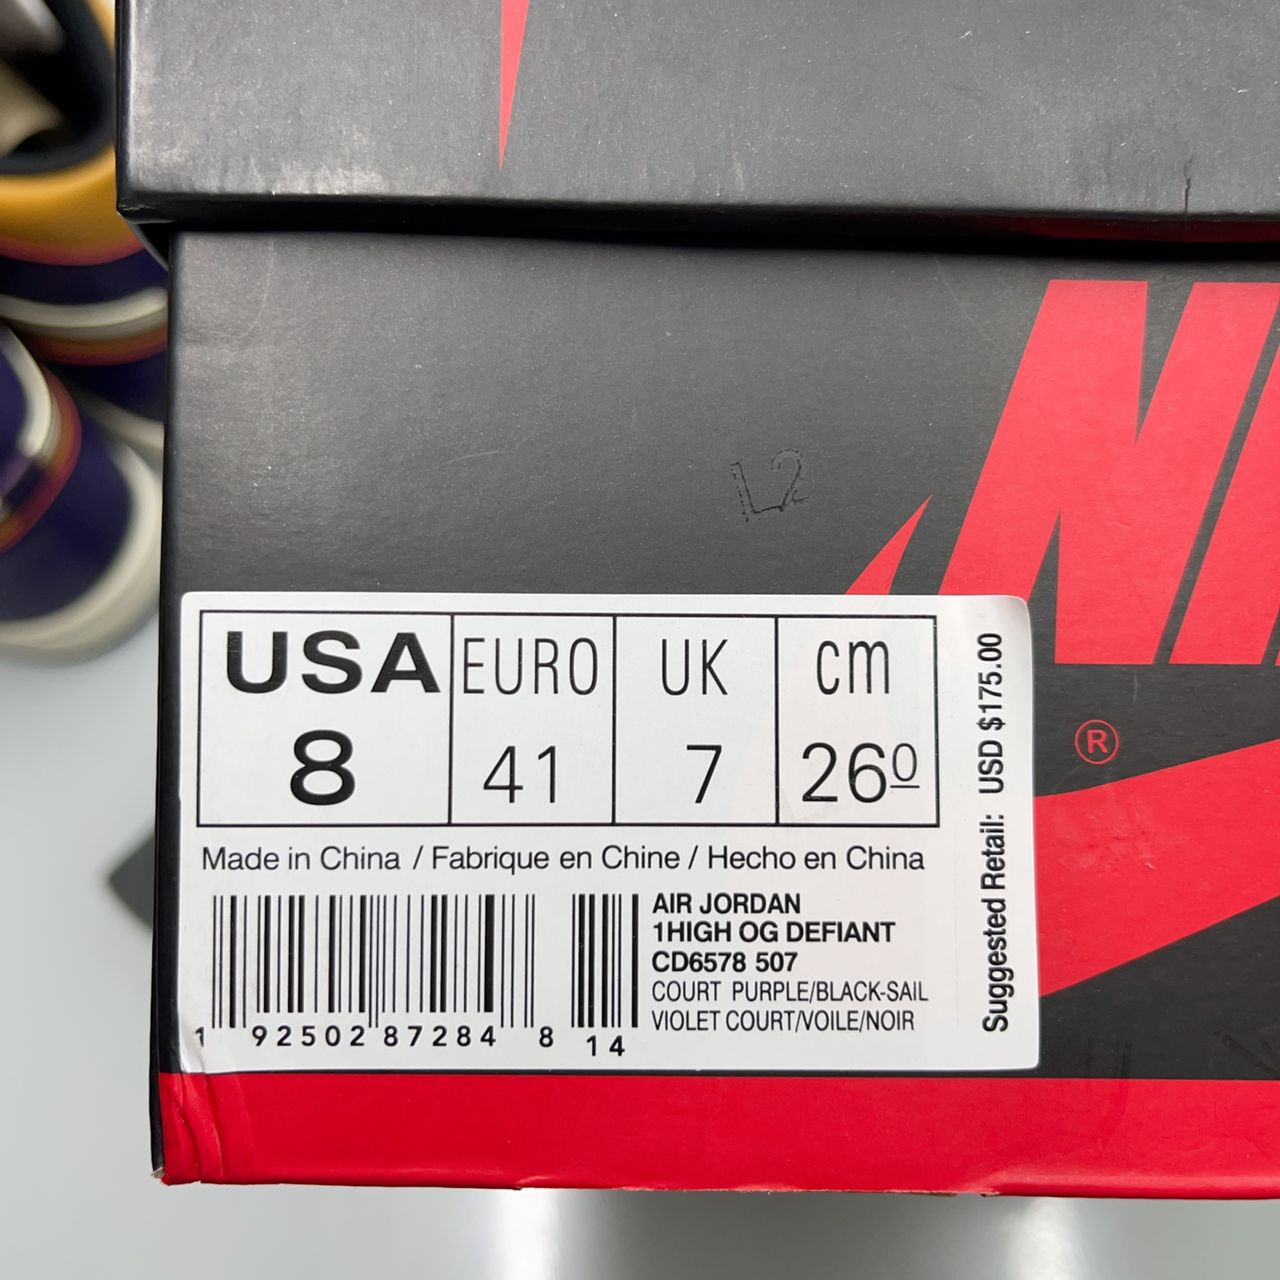 L2
NI
®
USA EURO UK cm
8 41 7 26⁰
Made in China / Fabrique en Chine / Hecho en China
AIR JORDAN
1HIGH OG DEFIANT
CD6578 507
COURT PURPLE/BLACK-SAIL
VIOLET COURT/VOILE/NOIR
1 92502 87284 8 14
Suggested Retail: USD $175.00